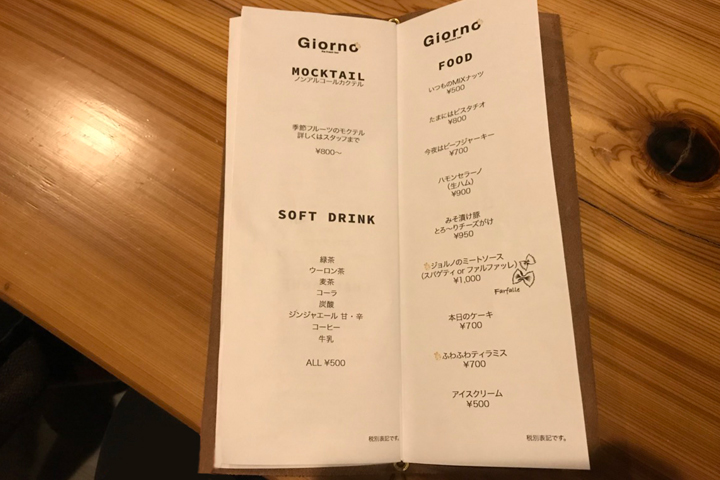 Giorno
MOCKTAIL
ノンアルコールカクテル
季節フルーツのモクテル
詳しくはスタッフまで
¥800～
SOFT DRINK
緑茶
ウーロン茶
麦茶
コーラ
炭酸
ジンジャエール 甘・辛
コーヒー
牛乳
ALL ¥500
税別表記です。
Giorno
FOOD
いつものMIXナッツ
¥500
たまにはピスタチオ
¥800
今夜はビーフジャーキー
¥700
ハモンセラーノ
(生ハム)
¥900
みそ漬け豚
とろ～りチーズがけ
¥950
ジョルノのミートソース
(スパゲティ or ファルファッレ)
¥1,000
Farfalle
本日のケーキ
¥700
ふわふわティラミス
¥700
アイスクリーム
¥500
税別表記です。